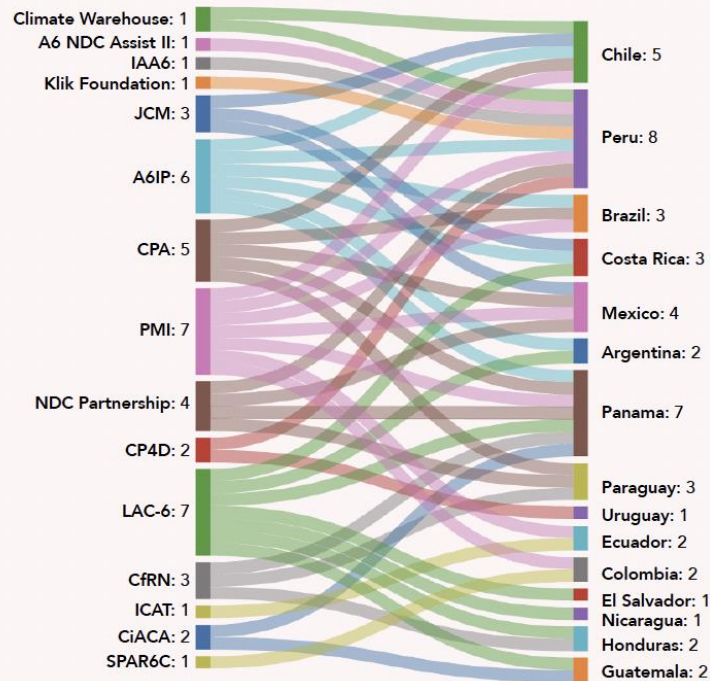 Climate Warehouse: 1
A6 NDC Assist II: 1
IAA6: 1
Klik Foundation: 1
JCM: 3
A6IP: 6
CPA: 5
PMI: 7
NDC Partnership: 4
CP4D: 2
LAC-6: 7
CfRN: 3
ICAT: 1
CiACA: 2
SPAR6C: 1
Chile: 5
Peru: 8
Brazil: 3
Costa Rica: 3
Mexico: 4
Argentina: 2
Panama: 7
Paraguay: 3
Uruguay: 1
Ecuador: 2
Colombia: 2
El Salvador: 1
Nicaragua: 1
Honduras: 2
Guatemala: 2